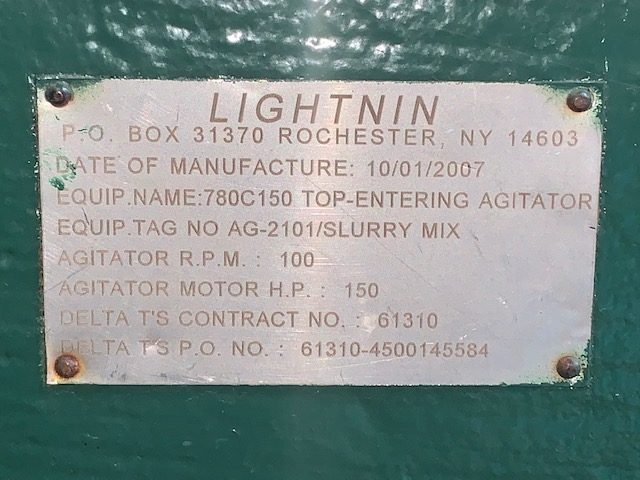 LIGHTNIN
P.O. BOX 31370 ROCHESTER, NY 14603
DATE OF MANUFACTURE: 10/01/2007
EQUIP.NAME:780C150 TOP-ENTERING AGITATOR
EQUIP.TAG NO AG-2101/SLURRY MIX
AGITATOR R.P.M. : 100
AGITATOR MOTOR H.P. : 150
DELTA T'S CONTRACT NO. : 61310
DELTA T'S P.O. NO. : 61310-4500145584